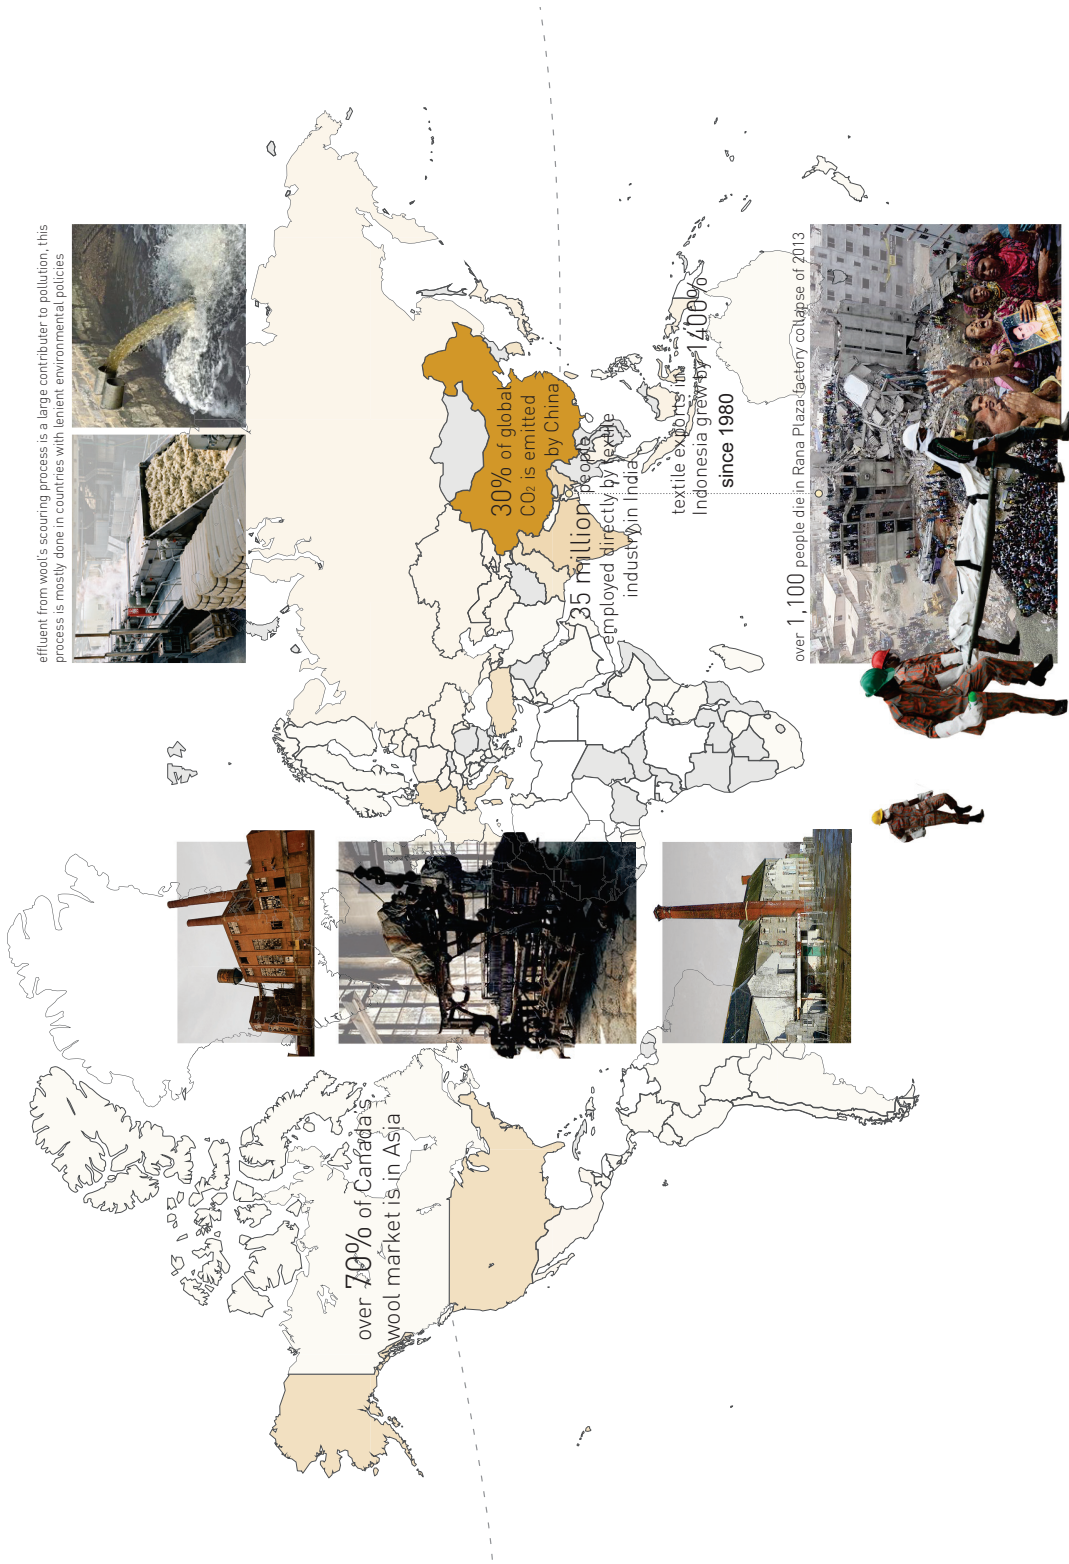 effluent from wool's scouring process is a large contributer to pollution, this
process is mostly done in countries with lenient environmental policies
over 70% of Canada's
wool market is in Asia
30% of global
CO₂ is emitted
by China
35 million people
employed directly by textile
industry in India
textile exports in
Indonesia grew by 1400%
since 1980
over 1,100 people die in Rana Plaza factory collapse of 2013